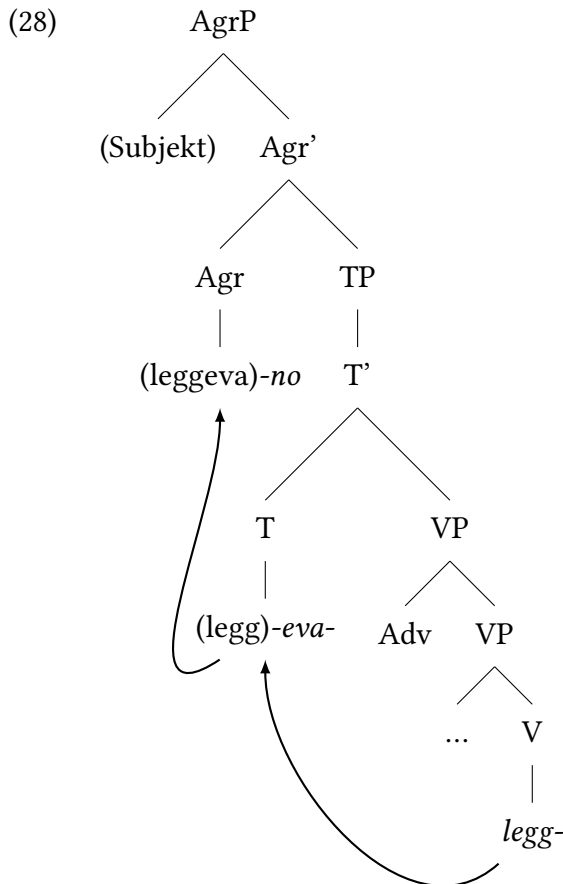 (28) AgrP
(Subjekt) Agr’
Agr TP
(leggeva)-no T’
T VP
(legg)-eva- Adv VP
... V
legg-